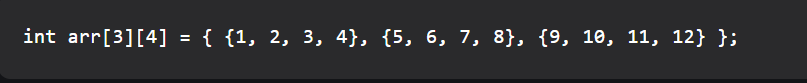 int arr[3][4] = { {1, 2, 3, 4}, {5, 6, 7, 8}, {9, 10, 11, 12} };